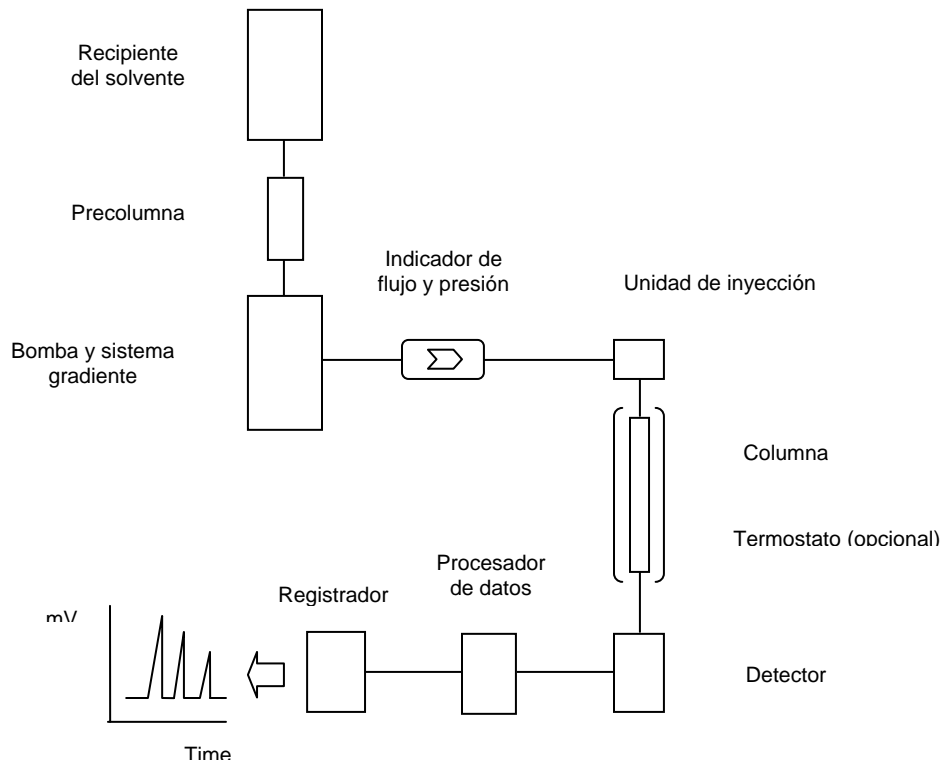 Recipiente
del solvente
Precolumna
Indicador de
flujo y presión
Unidad de inyección
Bomba y sistema
gradiente
Columna
Termostato (opcional)
Procesador
de datos
Registrador
mV
Detector
Time